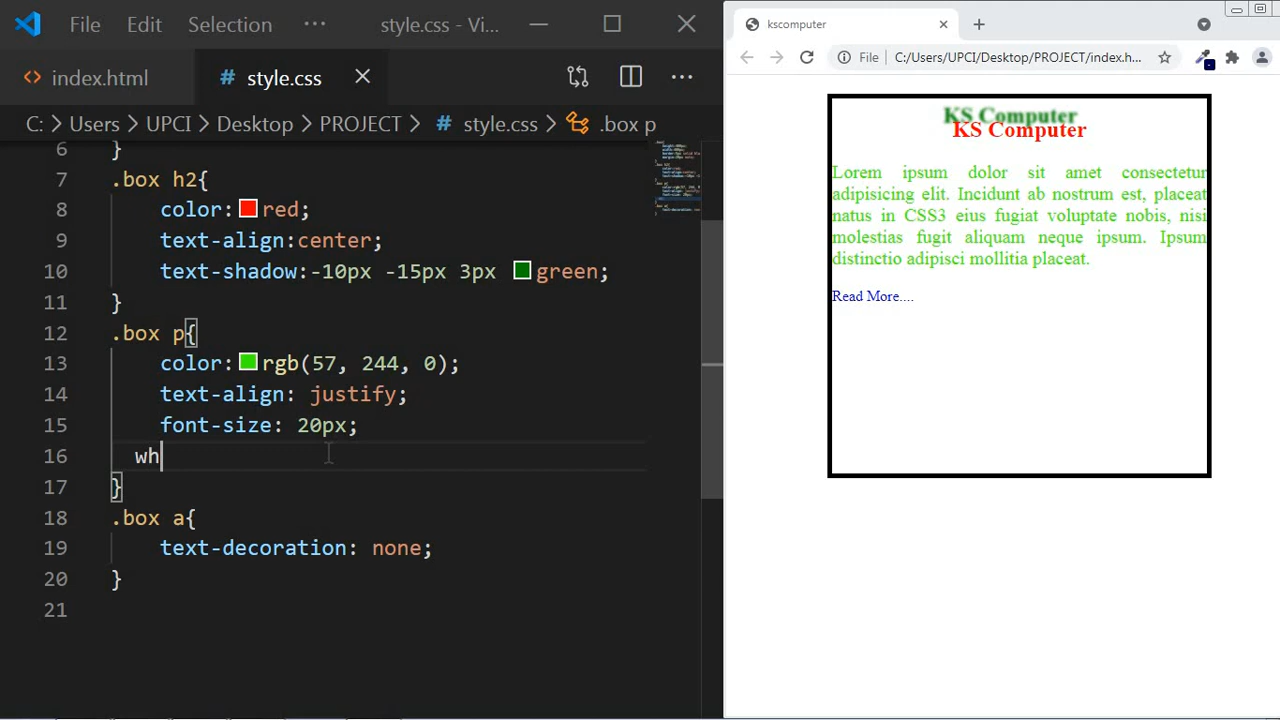 File Edit Selection ··· style.css - Vi...
index.html # style.css
C: > Users > UPCI > Desktop > PROJECT > # style.css > .box p
6 }
7 .box h2{
8 color: red;
9 text-align:center;
10 text-shadow:-10px -15px 3px green;
11 }
12 .box p{
13 color: rgb(57, 244, 0);
14 text-align: justify;
15 font-size: 20px;
16 wh
17 }
18 .box a{
19 text-decoration: none;
20 }
21
kscomputer
File C:/Users/UPCI/Desktop/PROJECT/index.h...
KS Computer
KS Computer
Lorem ipsum dolor sit amet consectetur
adipisicing elit. Incidunt ab nostrum est, placeat
natus in CSS3 eius fugiat voluptate nobis, nisi
molestias fugit aliquam neque ipsum. Ipsum
distinctio adipisci mollitia placeat.
Read More....